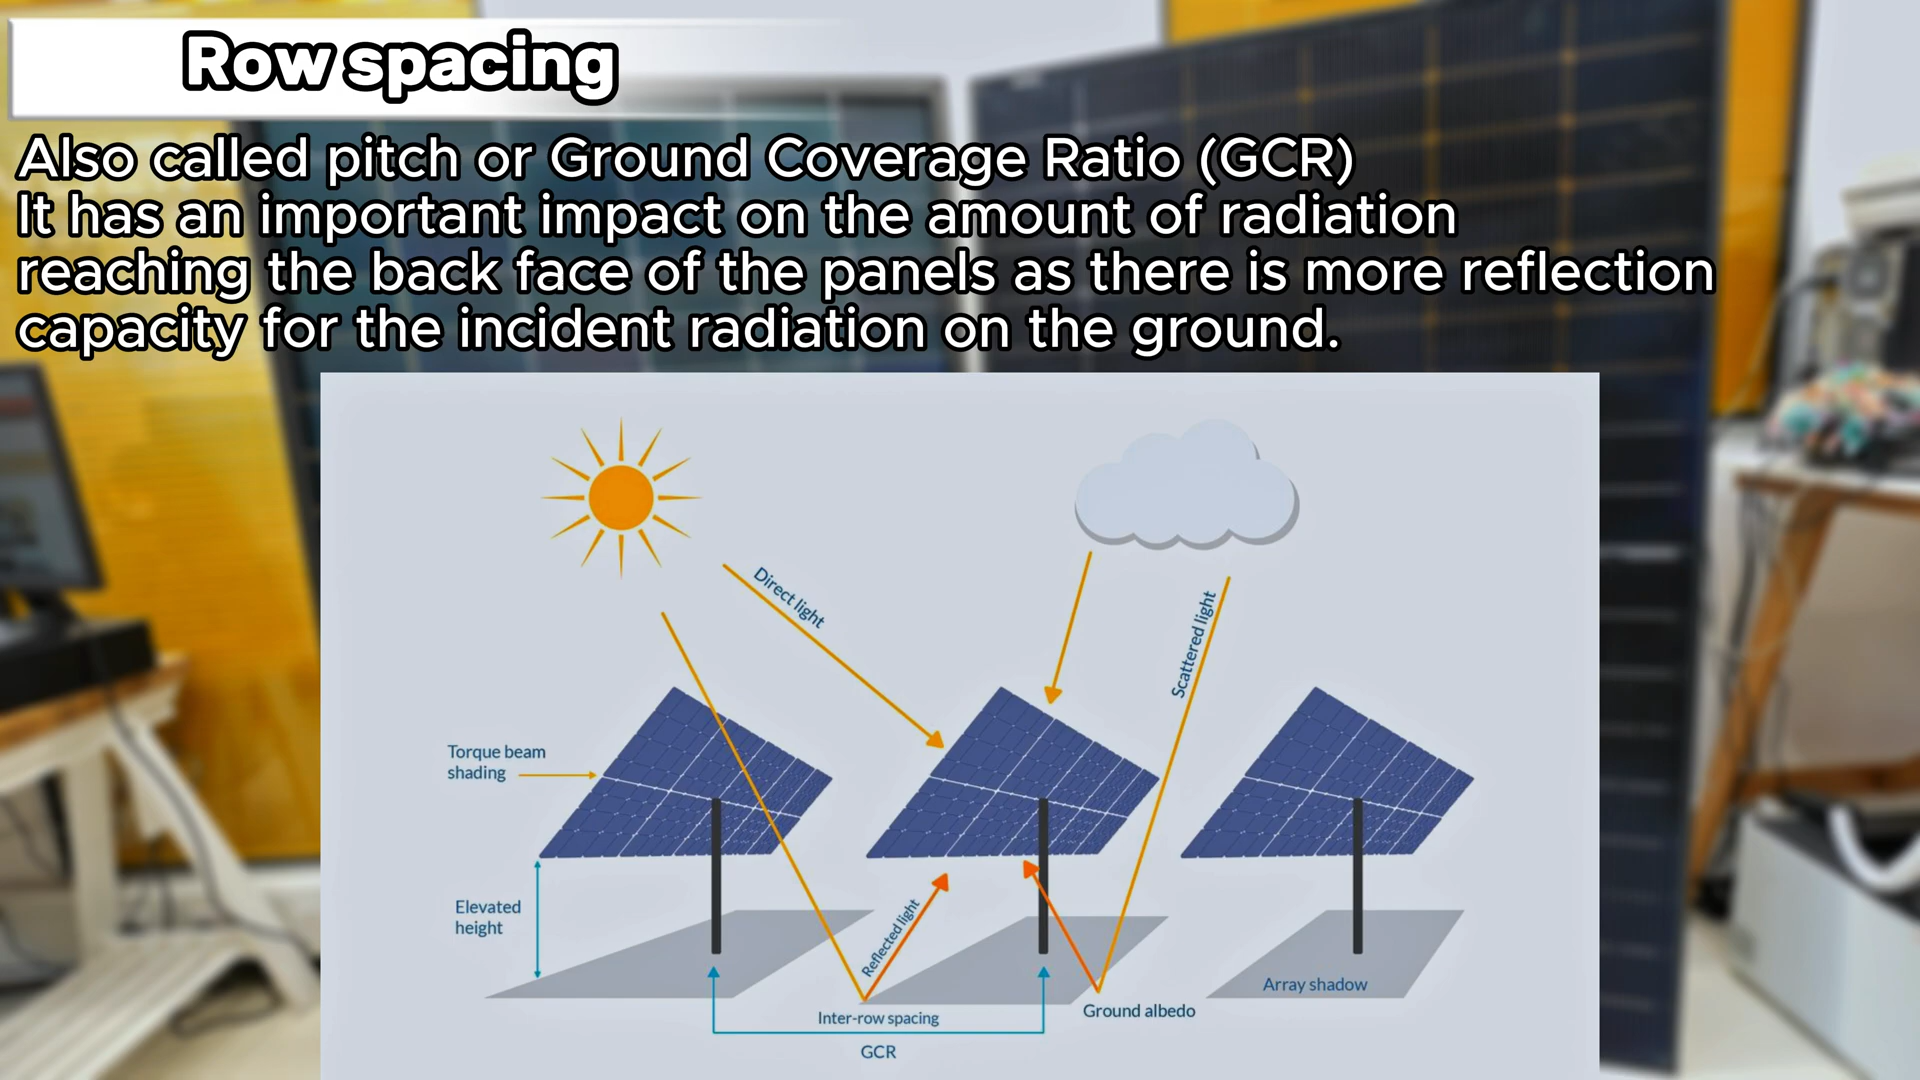 Row spacing
Also called pitch or Ground Coverage Ratio (GCR)
It has an important impact on the amount of radiation
reaching the back face of the panels as there is more reflection
capacity for the incident radiation on the ground.
Direct light
Scattered light
Torque beam
shading
Elevated
height
Reflected light
Array shadow
Inter-row spacing
Ground albedo
GCR